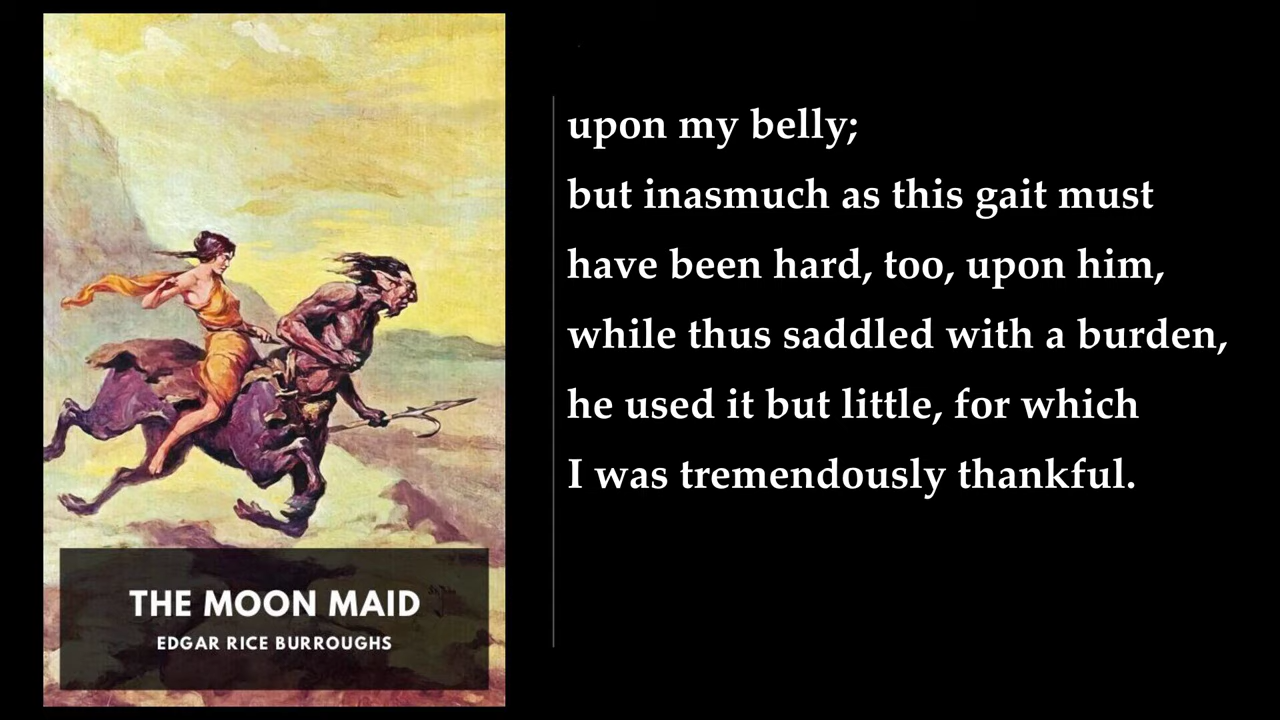 upon my belly;
but inasmuch as this gait must
have been hard, too, upon him,
while thus saddled with a burden,
he used it but little, for which
I was tremendously thankful.
THE MOON MAID
EDGAR RICE BURROUGHS